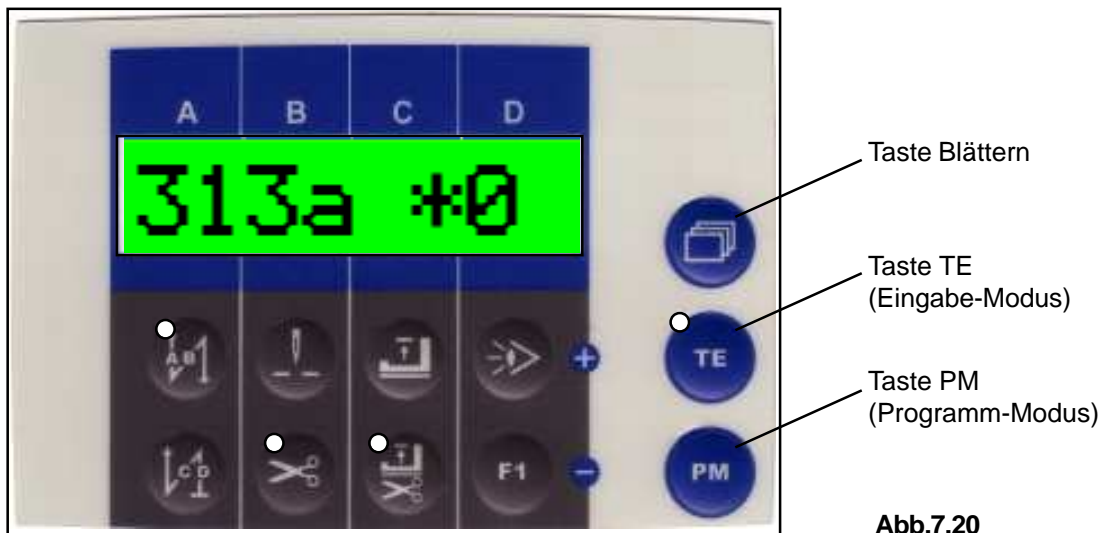 A B C D
313a *0
Taste Blättern
Taste TE
(Eingabe-Modus)
A B
+
TE
Taste PM
(Programm-Modus)
C D
F1
-
PM
Abb.7.20